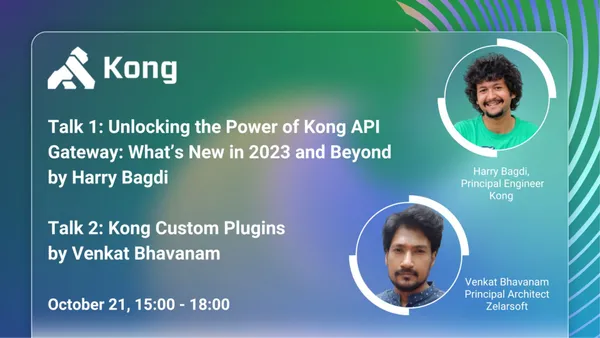 Kong
Talk 1: Unlocking the Power of Kong API
Gateway: What's New in 2023 and Beyond
by Harry Bagdi
Harry Bagdi,
Principal Engineer
Kong
Talk 2: Kong Custom Plugins
by Venkat Bhavanam
Venkat Bhavanam
Principal Architect
Zelarsoft
October 21, 15:00 - 18:00